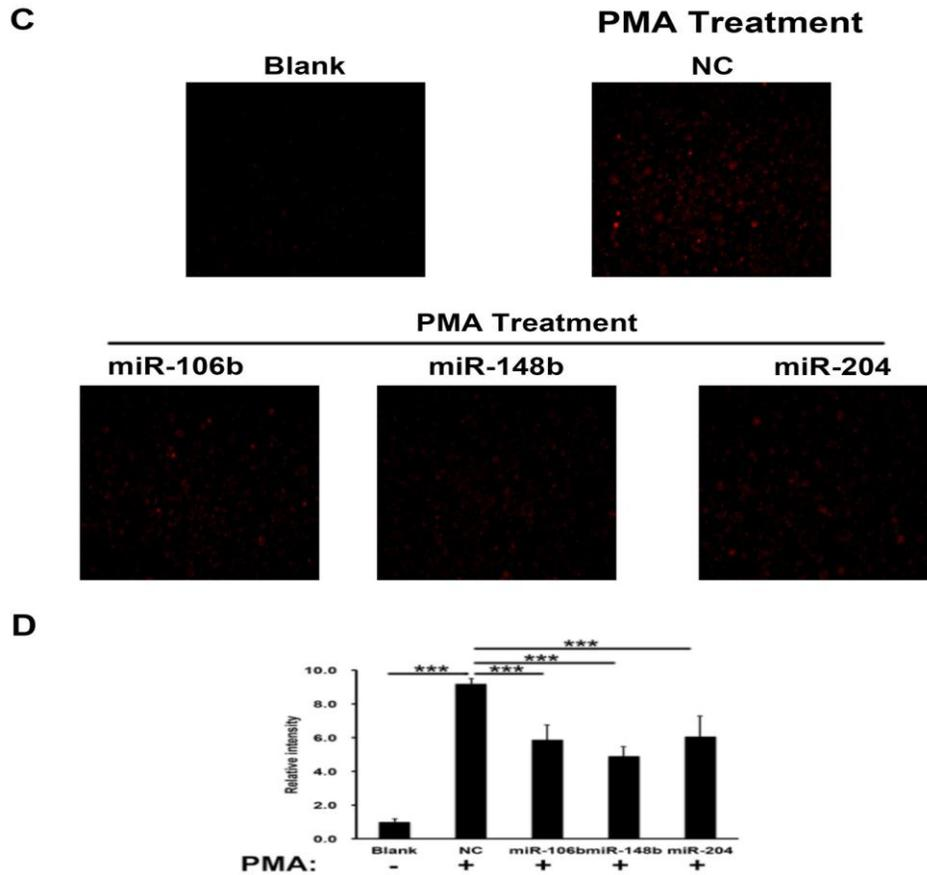 C
PMA Treatment
Blank
NC
PMA Treatment
miR-106b
miR-148b
miR-204
D
***
***
*** ***
10.0
8.0
6.0
4.0
2.0
0.0
Relative intensity
Blank NC miR-106b miR-148b miR-204
PMA: - + + + +